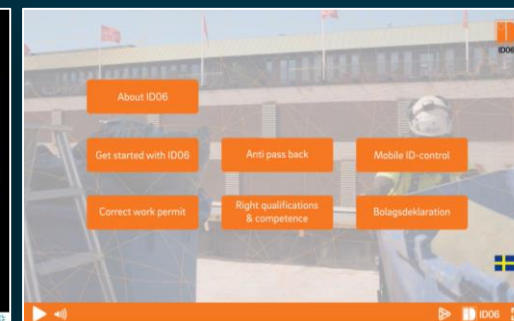 ID06
About ID06
Get started with ID06
Anti pass back
Mobile ID-control
Correct work permit
Right qualifications
& competence
Bolagsdeklaration
ID06